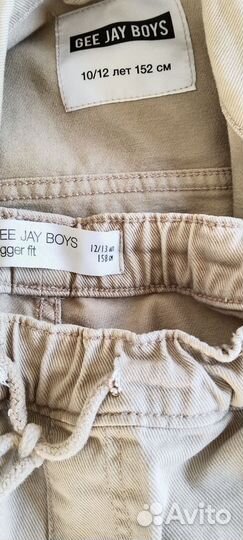 GEE JAY BOYS
10/12 лет 152 см
EE JAY BOYS
gger fit
12/13 лет
158 см
Avito